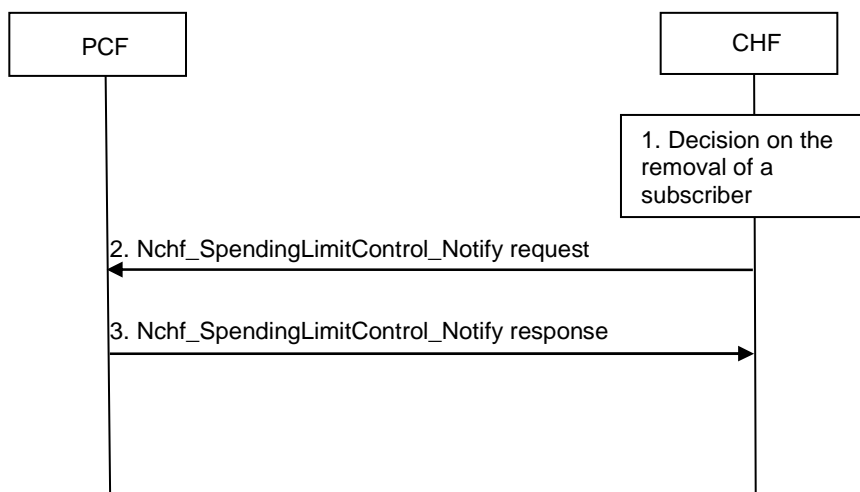 PCF
CHF
1. Decision on the
removal of a
subscriber
2. Nchf_SpendingLimitControl_Notify request
3. Nchf_SpendingLimitControl_Notify response